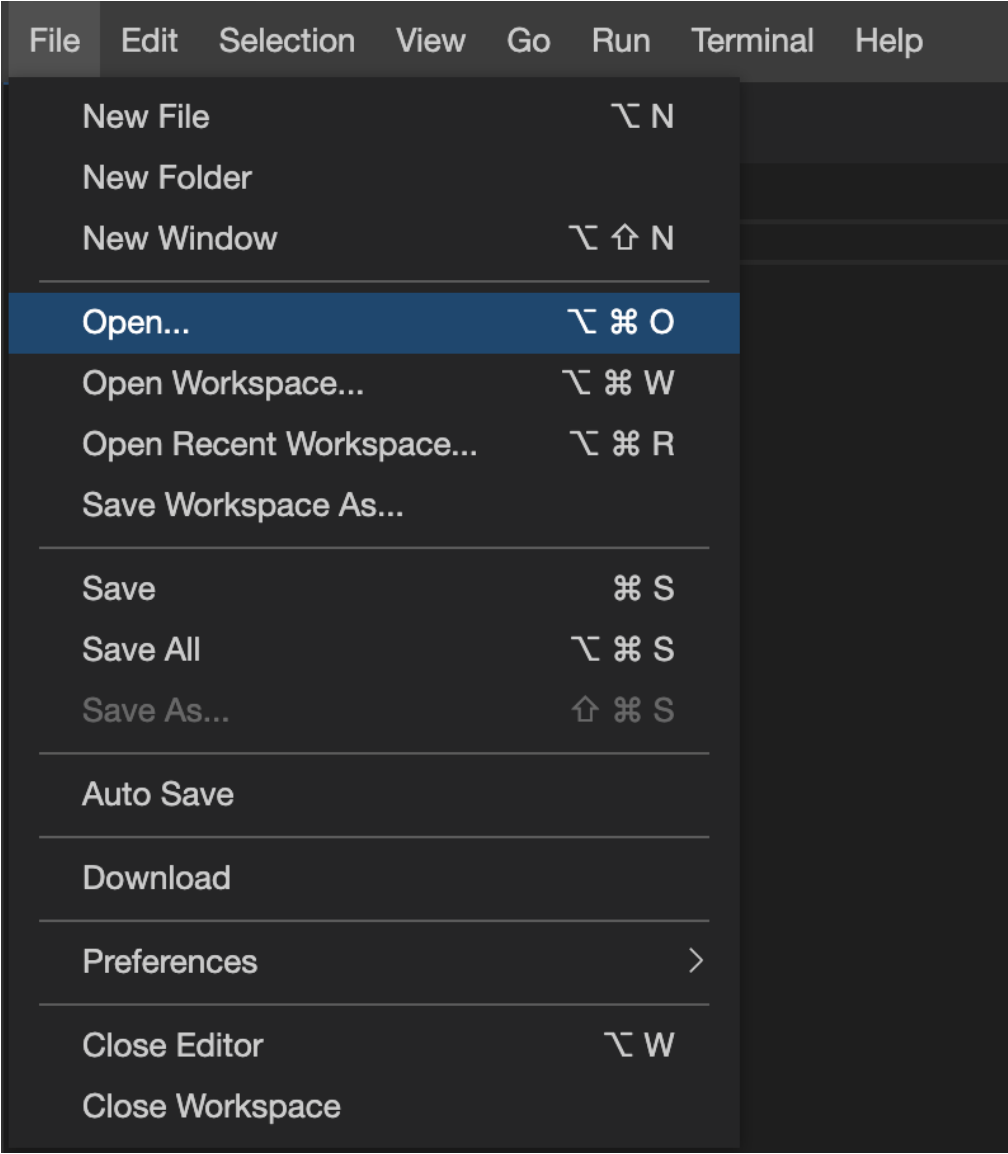 File Edit Selection View Go Run Terminal Help
New File ⌥ N
New Folder
New Window ⌥ ⇧ N
Open... ⌥ ⌘ O
Open Workspace... ⌥ ⌘ W
Open Recent Workspace... ⌥ ⌘ R
Save Workspace As...
Save ⌘ S
Save All ⌥ ⌘ S
Save As... ⇧ ⌘ S
Auto Save
Download
Preferences
Close Editor ⌥ W
Close Workspace